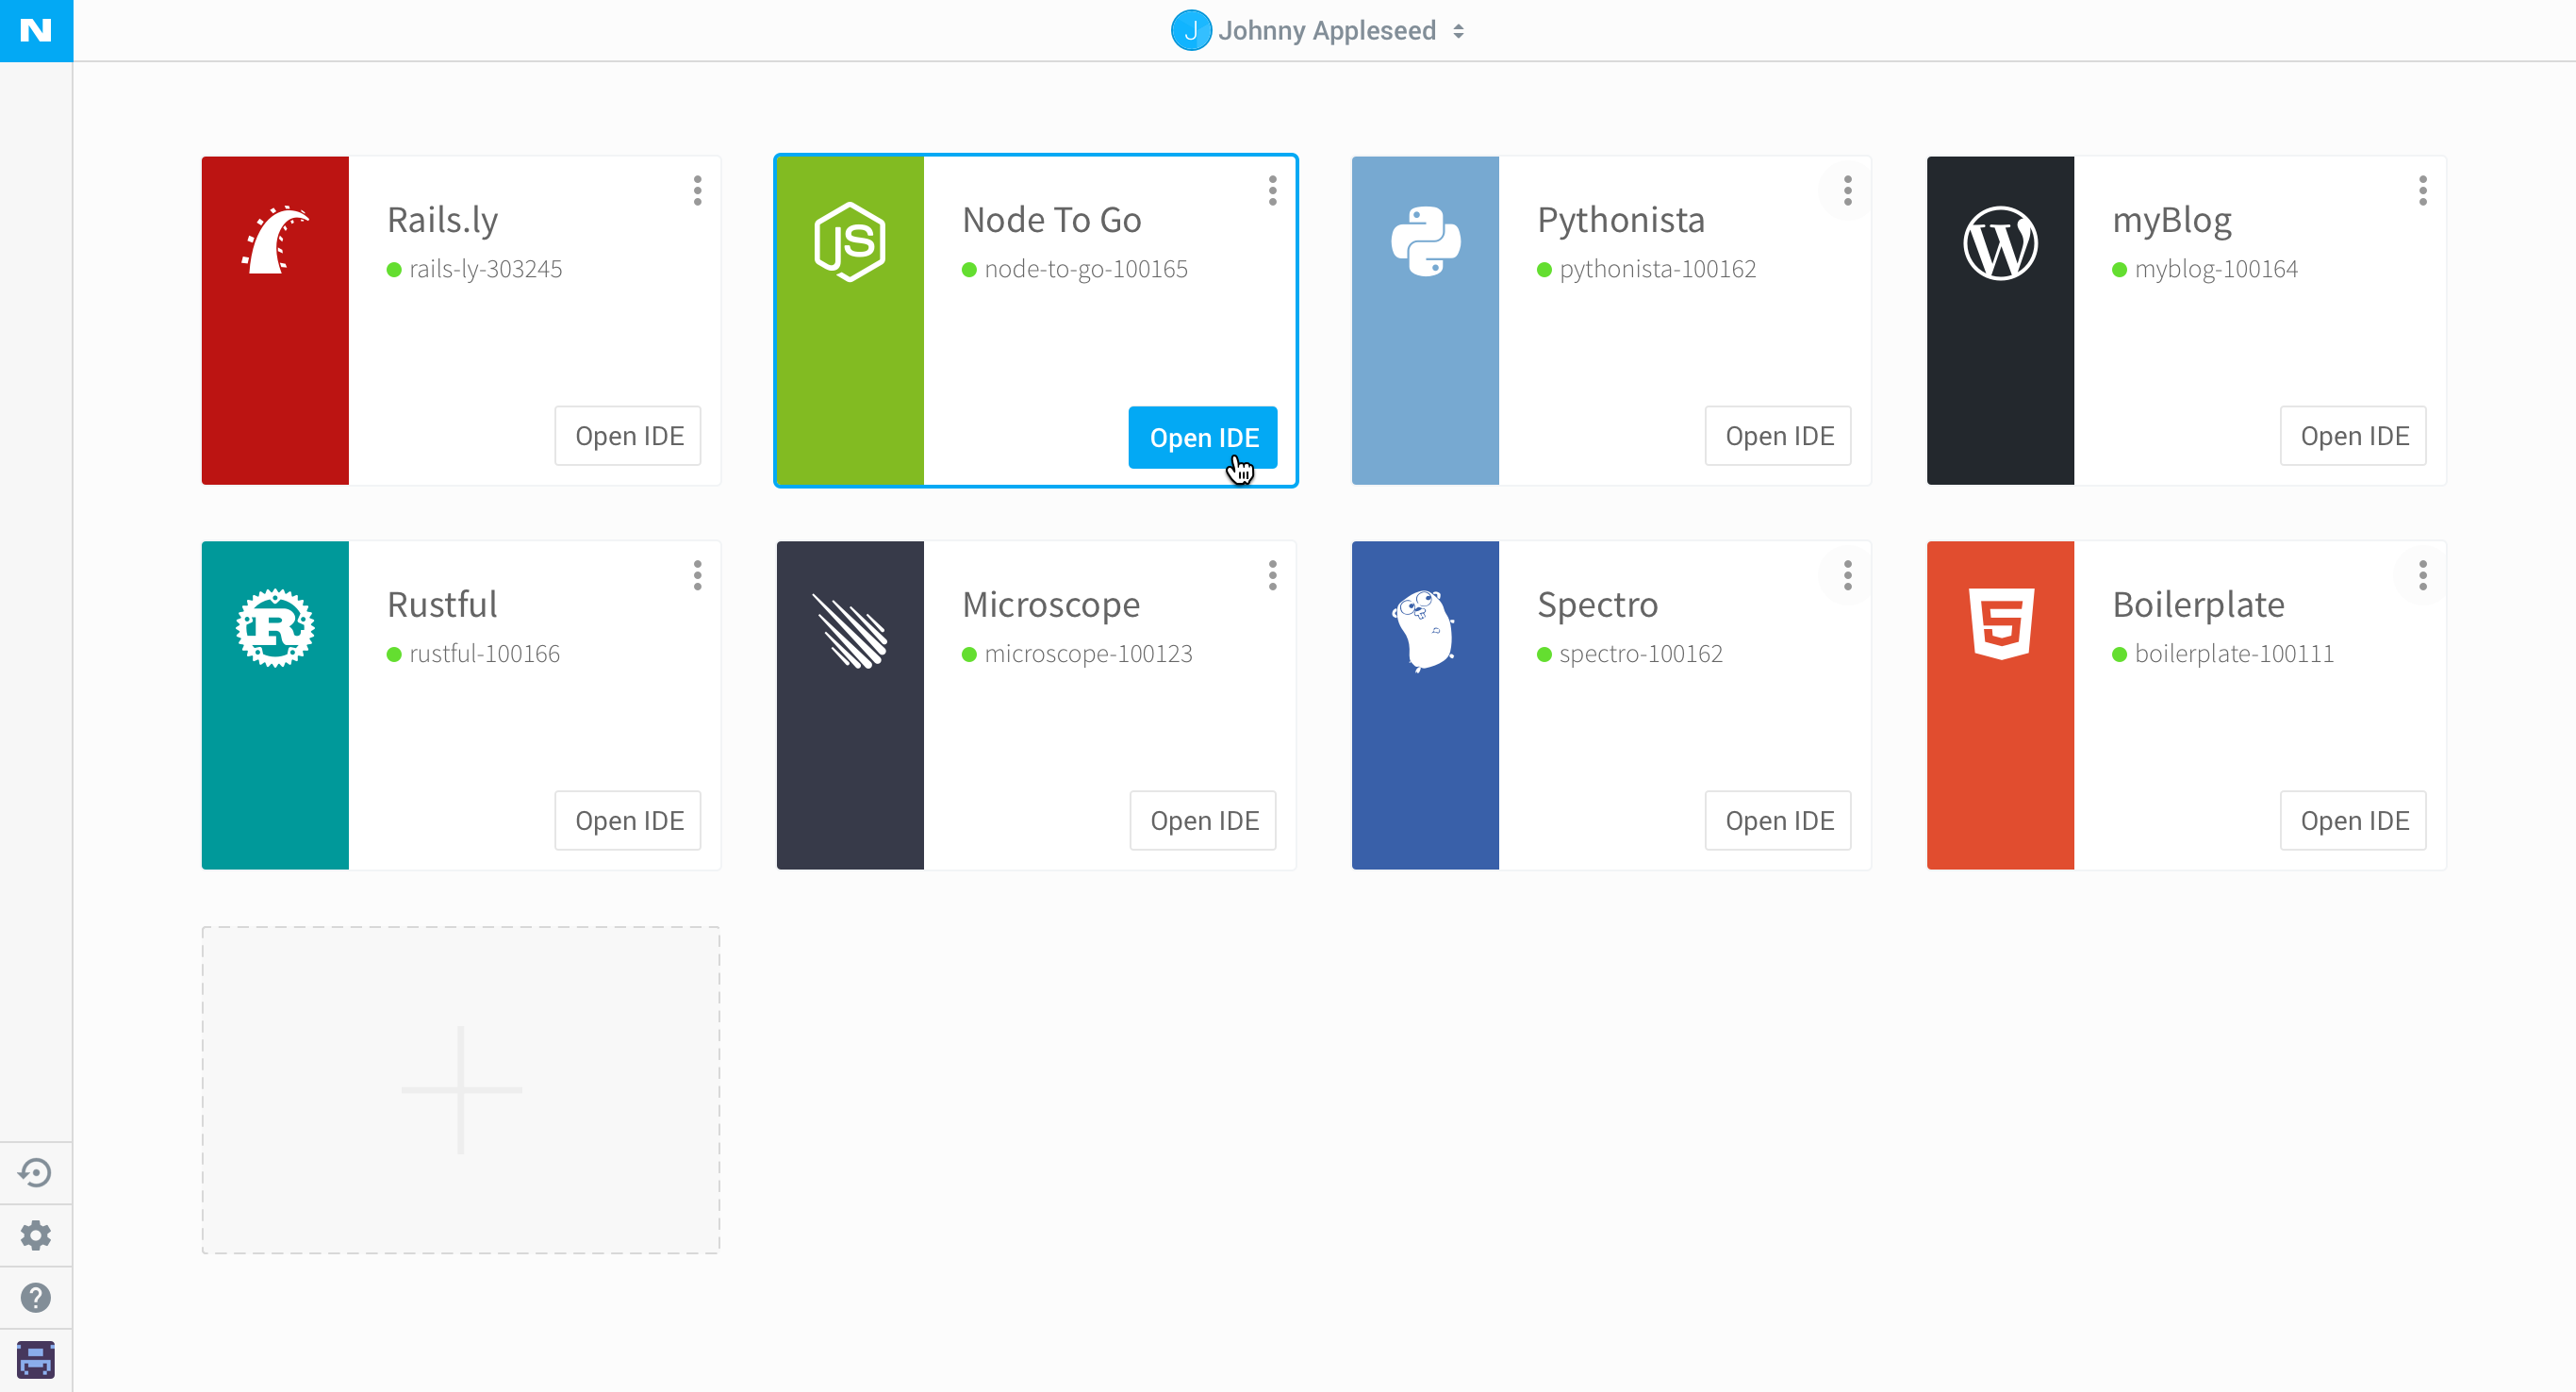 N
J Johnny Appleseed
Rails.ly
rails-ly-303245
Open IDE
JS
Node To Go
node-to-go-100165
Open IDE
Pythonista
pythonista-100162
Open IDE
W
myBlog
myblog-100164
Open IDE
R
Rustful
rustful-100166
Open IDE
Microscope
microscope-100123
Open IDE
Spectro
spectro-100162
Open IDE
5
Boilerplate
boilerplate-100111
Open IDE
?